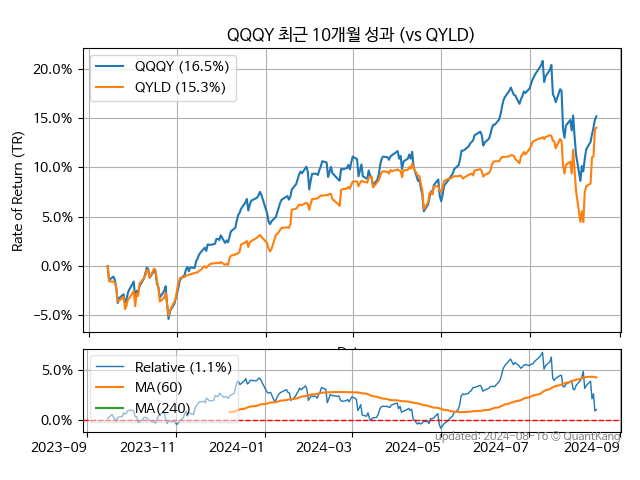 QQQY 최근 10개월 성과 (vs QYLD)
Rate of Return (TR)
20.0%
15.0%
10.0%
5.0%
0.0%
−5.0%
QQQY (16.5%)
QYLD (15.3%)
5.0%
0.0%
Relative (1.1%)
MA(60)
MA(240)
2023-09
2023-11
2024-01
2024-03
2024-05
2024-07
2024-09
updated: 2024-08-16 © QuantKang